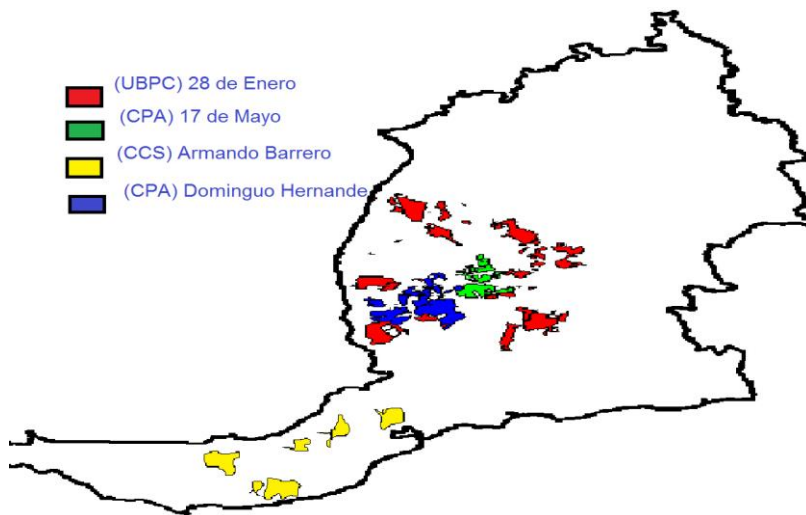 (UBPC) 28 de Enero
(CPA) 17 de Mayo
(CCS) Armando Barrero
(CPA) Dominguo Hernande